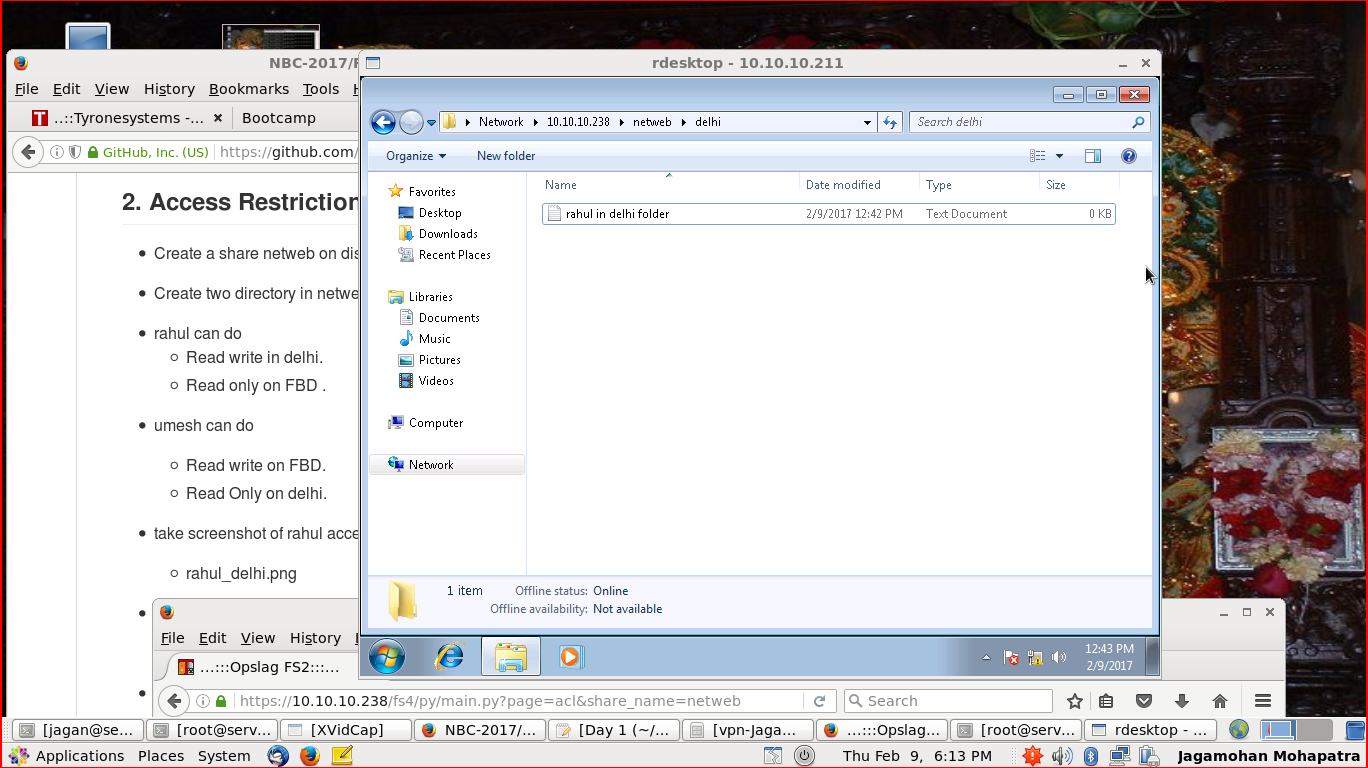 NBC-2017/F
File Edit View History Bookmarks Tools H
..::Tyronesystems -... × Bootcamp
GitHub, Inc. (US) https://github.com/
2. Access Restriction
Create a share netweb on dis
Create two directory in netwe
rahul can do
Read write in delhi.
Read only on FBD .
umesh can do
Read write on FBD.
Read Only on delhi.
take screenshot of rahul acce
rahul_delhi.png
rdesktop - 10.10.10.211
Network 10.10.10.238 netweb delhi
Search delhi
Organize New folder
Favorites
Desktop
Downloads
Recent Places
Libraries
Documents
Music
Pictures
Videos
Computer
Network
Name Date modified Type Size
rahul in delhi folder 2/9/2017 12:42 PM Text Document 0 KB
1 item Offline status: Online
Offline availability: Not available
12:43 PM
2/9/2017
File Edit View History
...:::Opslag FS2:::...
https://10.10.10.238/fs4/py/main.py?page=acl&share_name=netweb
Search
[jagan@se... [root@serv... [XVidCap] NBC-2017/... [Day 1 (~/... [vpn-Jaga... ...:::Opslag... [root@serv... rdesktop - ...
Applications Places System Thu Feb 9, 6:13 PM Jagamohan Mohapatra